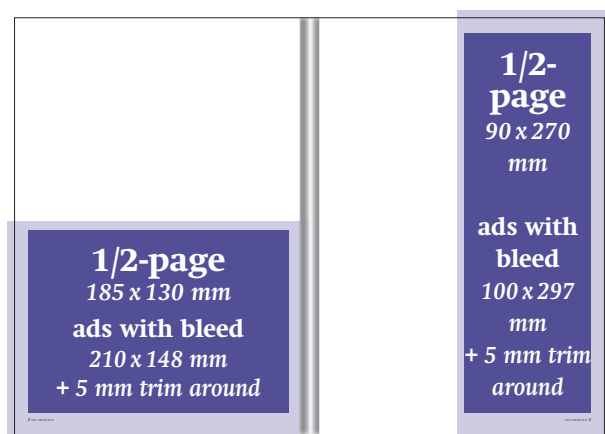 1/2-page
185 x 130 mm
ads with bleed
210 x 148 mm
+ 5 mm trim around
1/2-
page
90 x 270
mm
ads with
bleed
100 x 297
mm
+ 5 mm trim
around